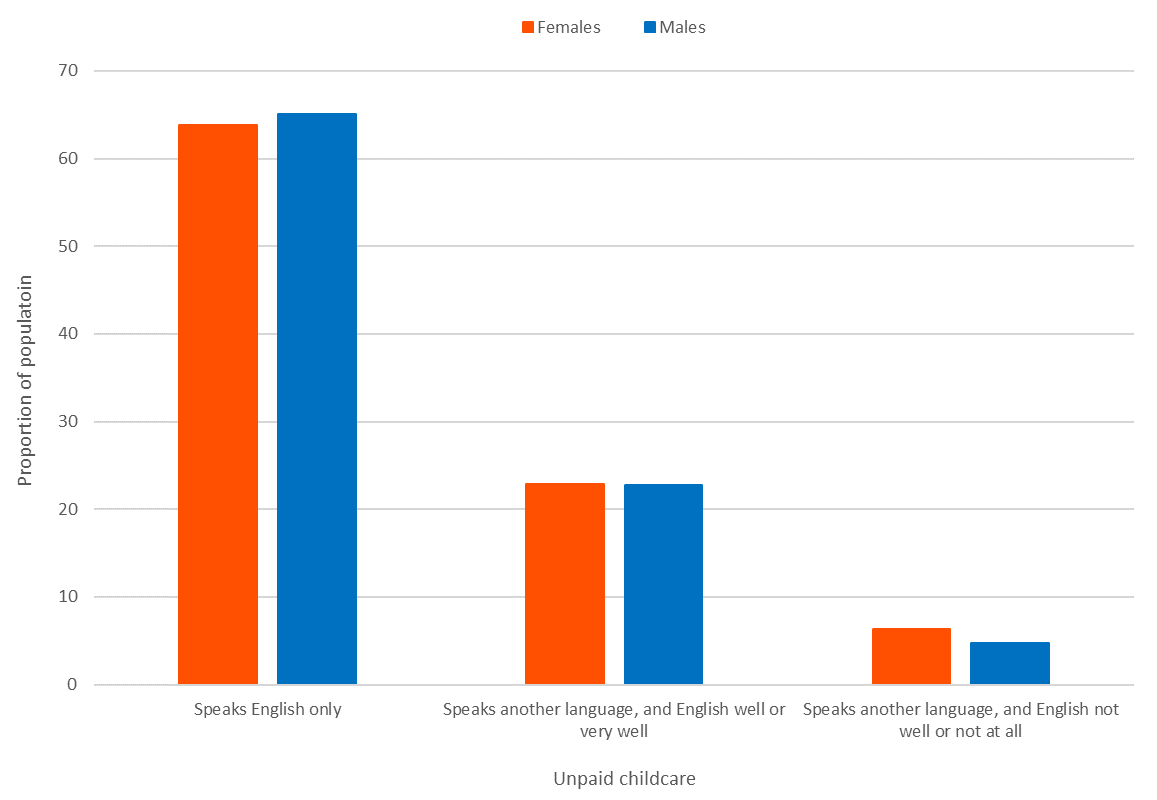 Females Males
70
60
50
40
30
20
10
0
Proportion of populatoin
Speaks English only
Speaks another language, and English well or
very well
Speaks another language, and English not
well or not at all
Unpaid childcare